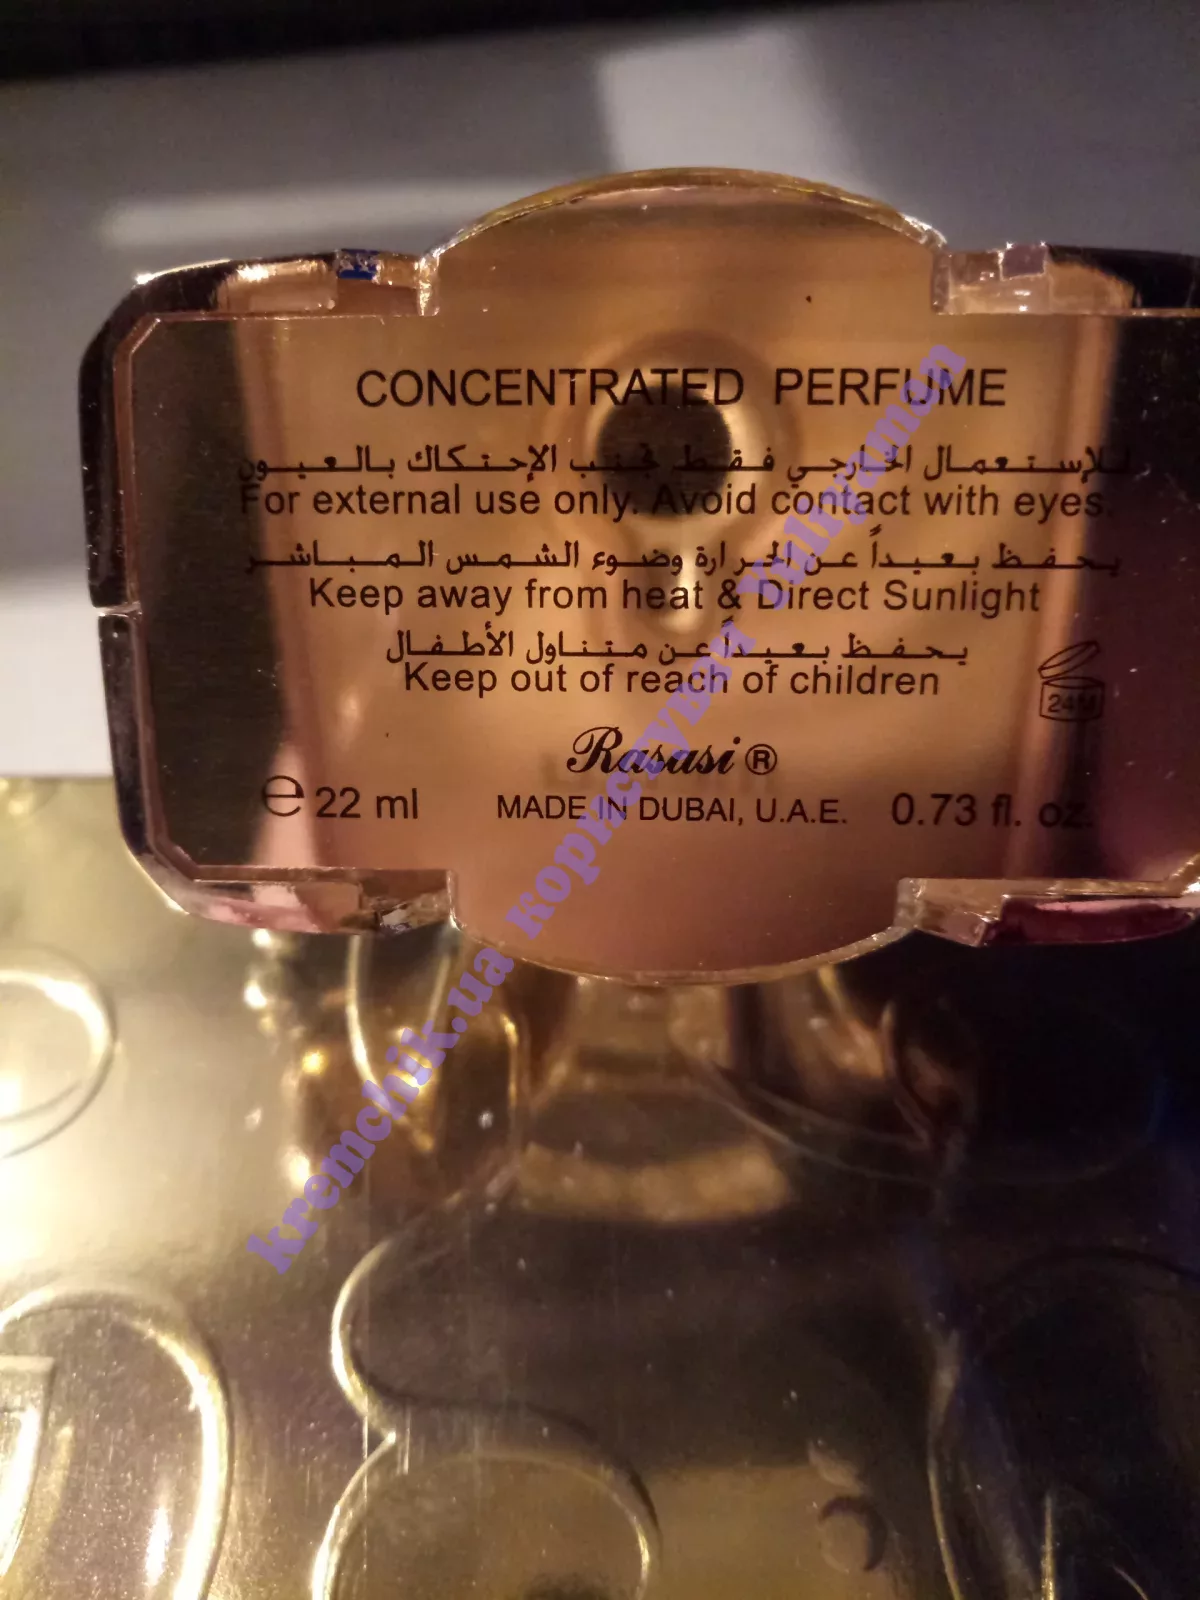 CONCENTRATED PERFUME
للإستعمال الخارجي فقط تجنب الإحتكاك بالعيون
For external use only. Avoid contact with eyes.
يحفظ بعيداً عن الحرارة وضوء الشمس المباشر
Keep away from heat & Direct Sunlight
يحفظ بعيداً عن متناول الأطفال
Keep out of reach of children
24M
Rasasi ®
e 22 ml MADE IN DUBAI, U.A.E. 0.73 fl. oz.
kremchik.ua користувач Yuliyaman